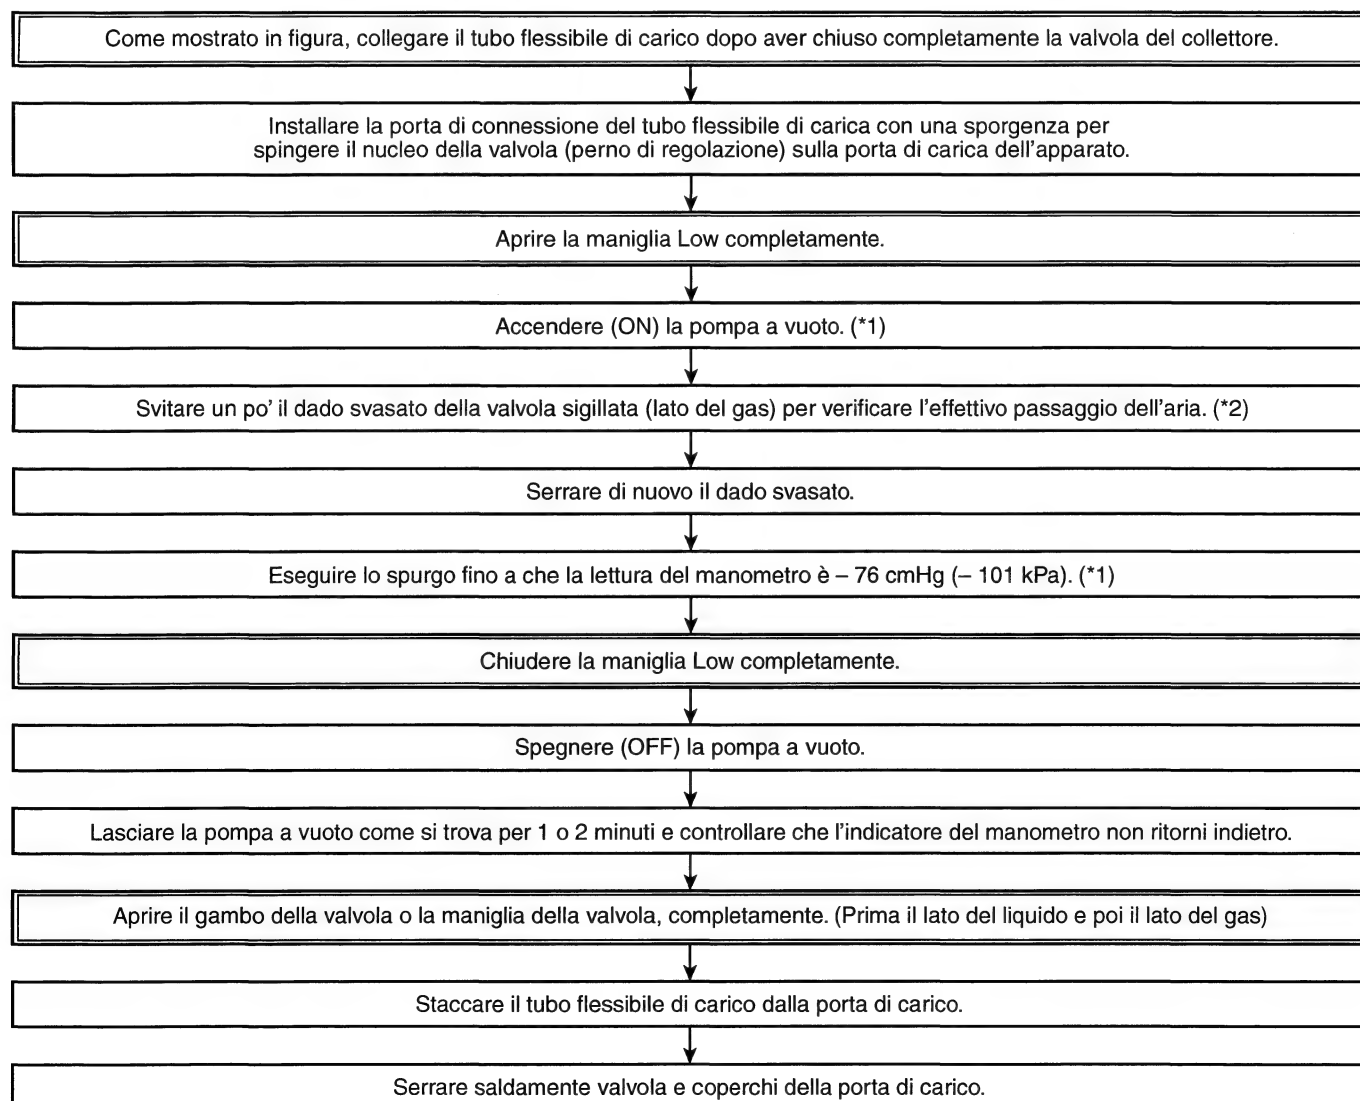 Come mostrato in figura, collegare il tubo flessibile di carico dopo aver chiuso completamente la valvola del collettore.
Installare la porta di connessione del tubo flessibile di carica con una sporgenza per
spingere il nucleo della valvola (perno di regolazione) sulla porta di carica dell'apparato.
Aprire la maniglia Low completamente.
Accendere (ON) la pompa a vuoto. (*1)
Svitare un po' il dado svasato della valvola sigillata (lato del gas) per verificare l'effettivo passaggio dell'aria. (*2)
Serrare di nuovo il dado svasato.
Eseguire lo spurgo fino a che la lettura del manometro è – 76 cmHg (– 101 kPa). (*1)
Chiudere la maniglia Low completamente.
Spegnere (OFF) la pompa a vuoto.
Lasciare la pompa a vuoto come si trova per 1 o 2 minuti e controllare che l'indicatore del manometro non ritorni indietro.
Aprire il gambo della valvola o la maniglia della valvola, completamente. (Prima il lato del liquido e poi il lato del gas)
Staccare il tubo flessibile di carico dalla porta di carico.
Serrare saldamente valvola e coperchi della porta di carico.